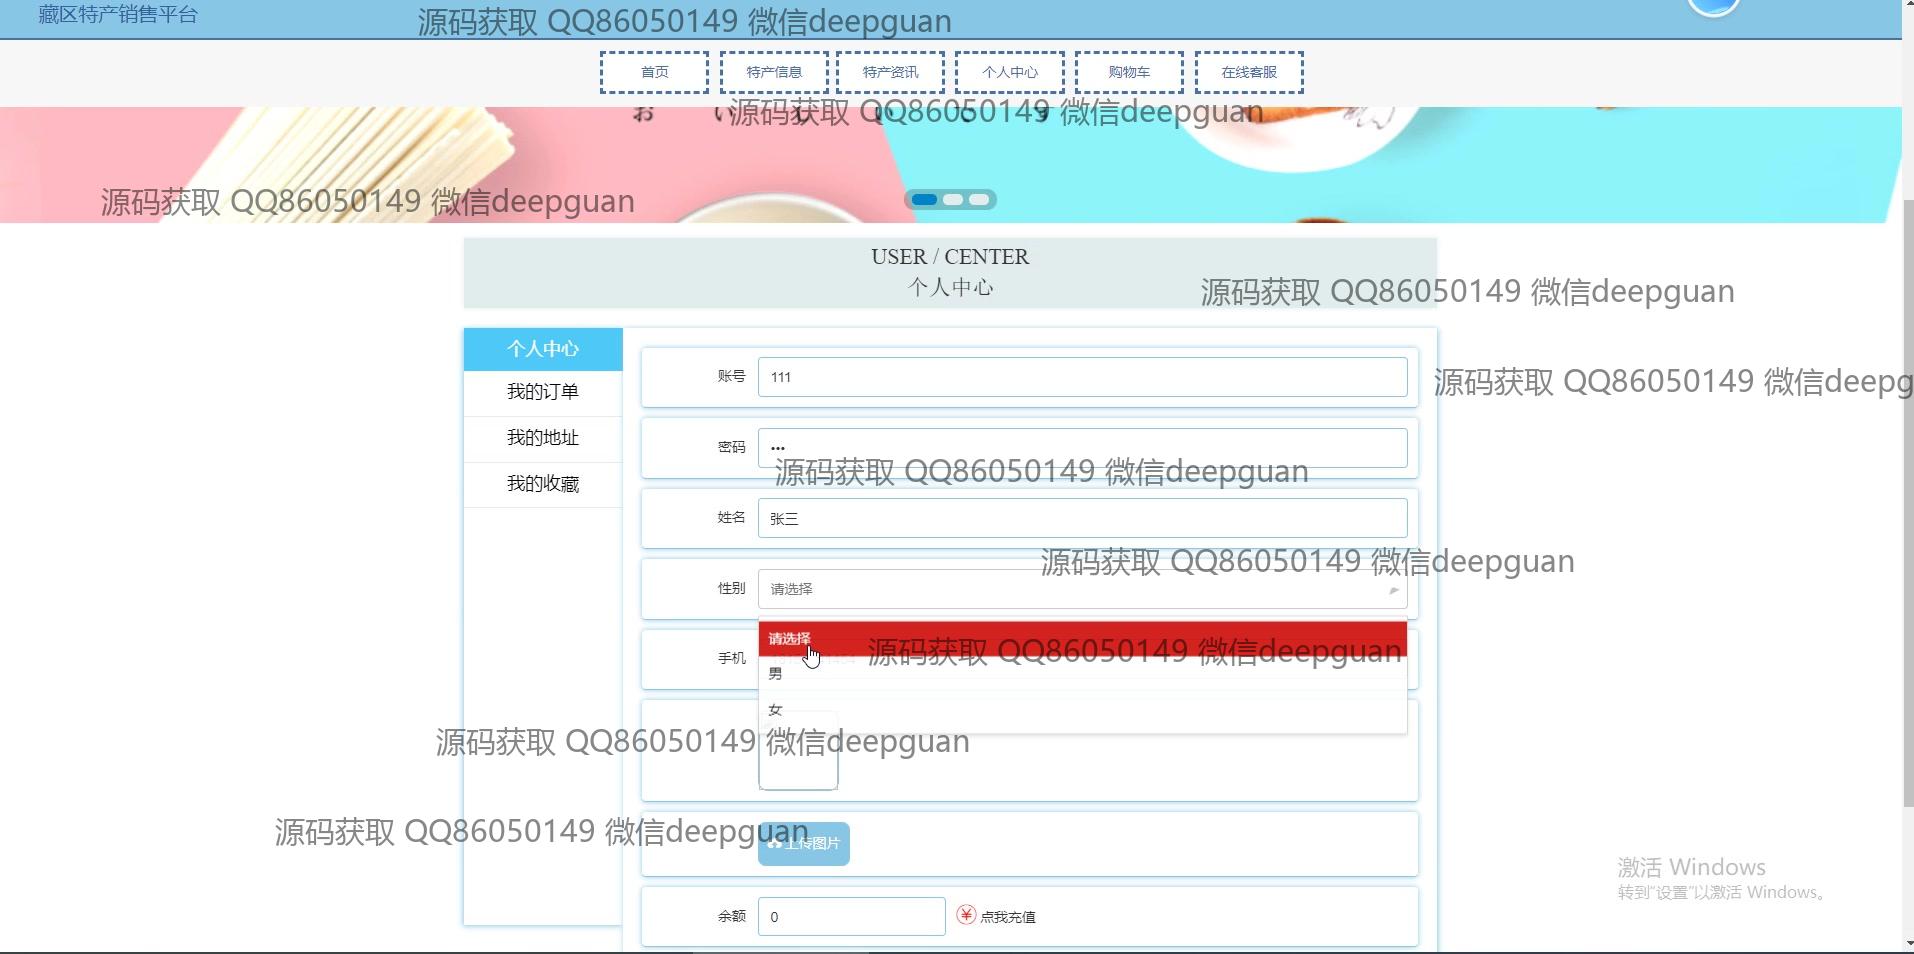 藏区特产销售平台
源码获取 QQ86050149 微信deepguan
首页
特产信息
特产资讯
个人中心
购物车
在线客服
源码获取 QQ86050149 微信deepguan
源码获取 QQ86050149 微信deepguan
USER / CENTER
个人中心
源码获取 QQ86050149 微信deepguan
个人中心
我的订单
我的地址
我的收藏
账号 111
源码获取 QQ86050149 微信deepg
密码 •••
源码获取 QQ86050149 微信deepguan
姓名 张三
源码获取 QQ86050149 微信deepguan
性别 请选择
请选择
源码获取 QQ86050149 微信deepguan
手机
男
女
源码获取 QQ86050149 微信deepguan
源码获取 QQ86050149 微信deepguan
上传图片
激活 Windows
转到“设置”以激活 Windows。
余额 0 点我充值